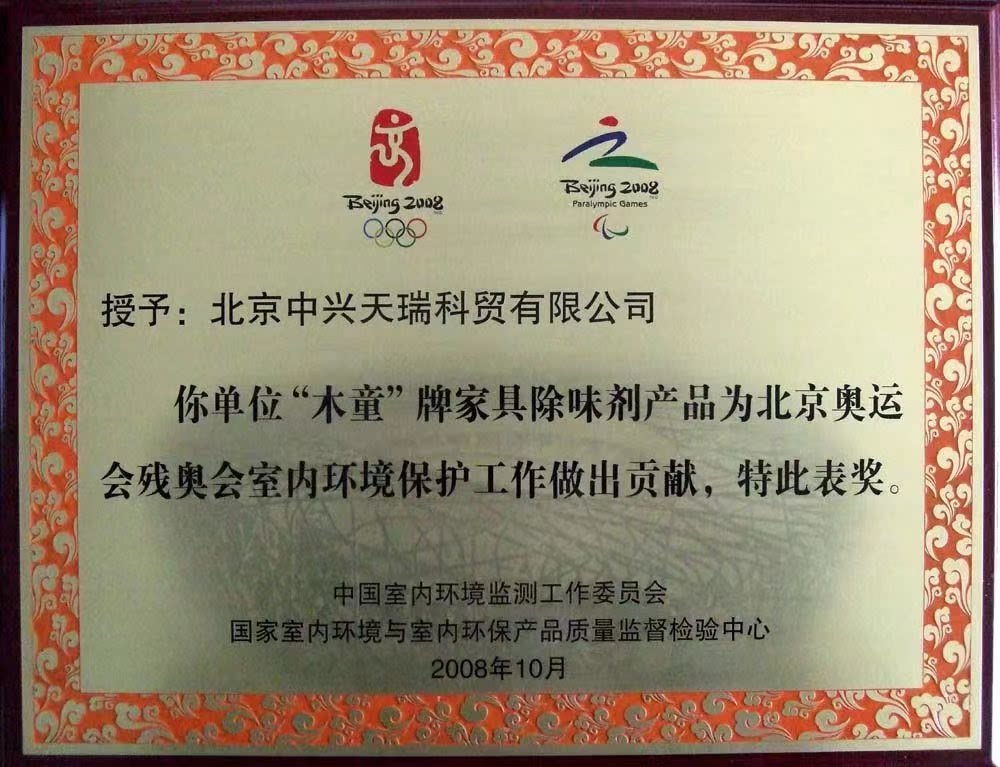 Beijing 2008
Beijing 2008
Paralympic Games
授予：北京中兴天瑞科贸有限公司
你单位“木童”牌家具除味剂产品为北京奥运
会残奥会室内环境保护工作做出贡献，特此表奖。
中国室内环境监测工作委员会
国家室内环境与室内环保产品质量监督检验中心
2008年10月